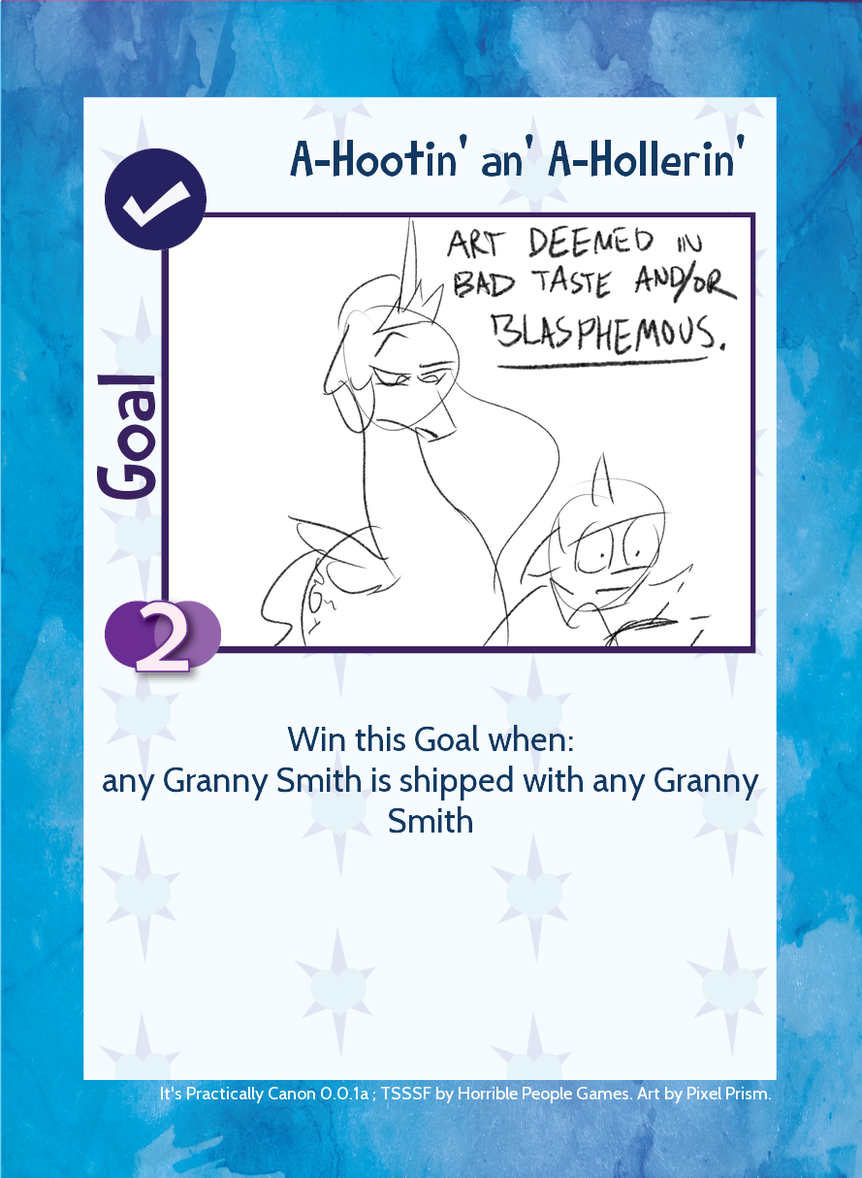 A-Hootin' an' A-Hollerin'
ART DEEMED IN
BAD TASTE AND/OR
BLASPHEMOUS.
Goal
2
Win this Goal when:
any Granny Smith is shipped with any Granny
Smith
It's Practically Canon 0.0.1a ; TSSSF by Horrible People Games. Art by Pixel Prism.